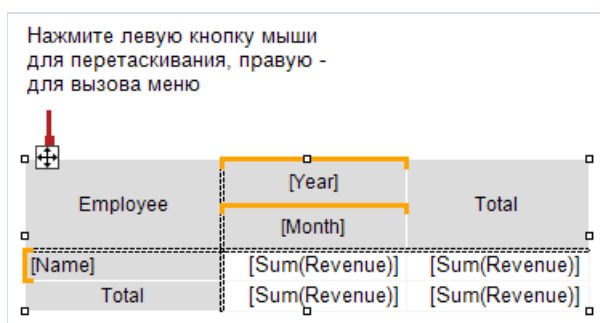 Нажмите левую кнопку мыши
для перетаскивания, правую -
для вызова меню
Employee [Year] Total
[Month]
[Name] [Sum(Revenue)] [Sum(Revenue)]
Total [Sum(Revenue)] [Sum(Revenue)]